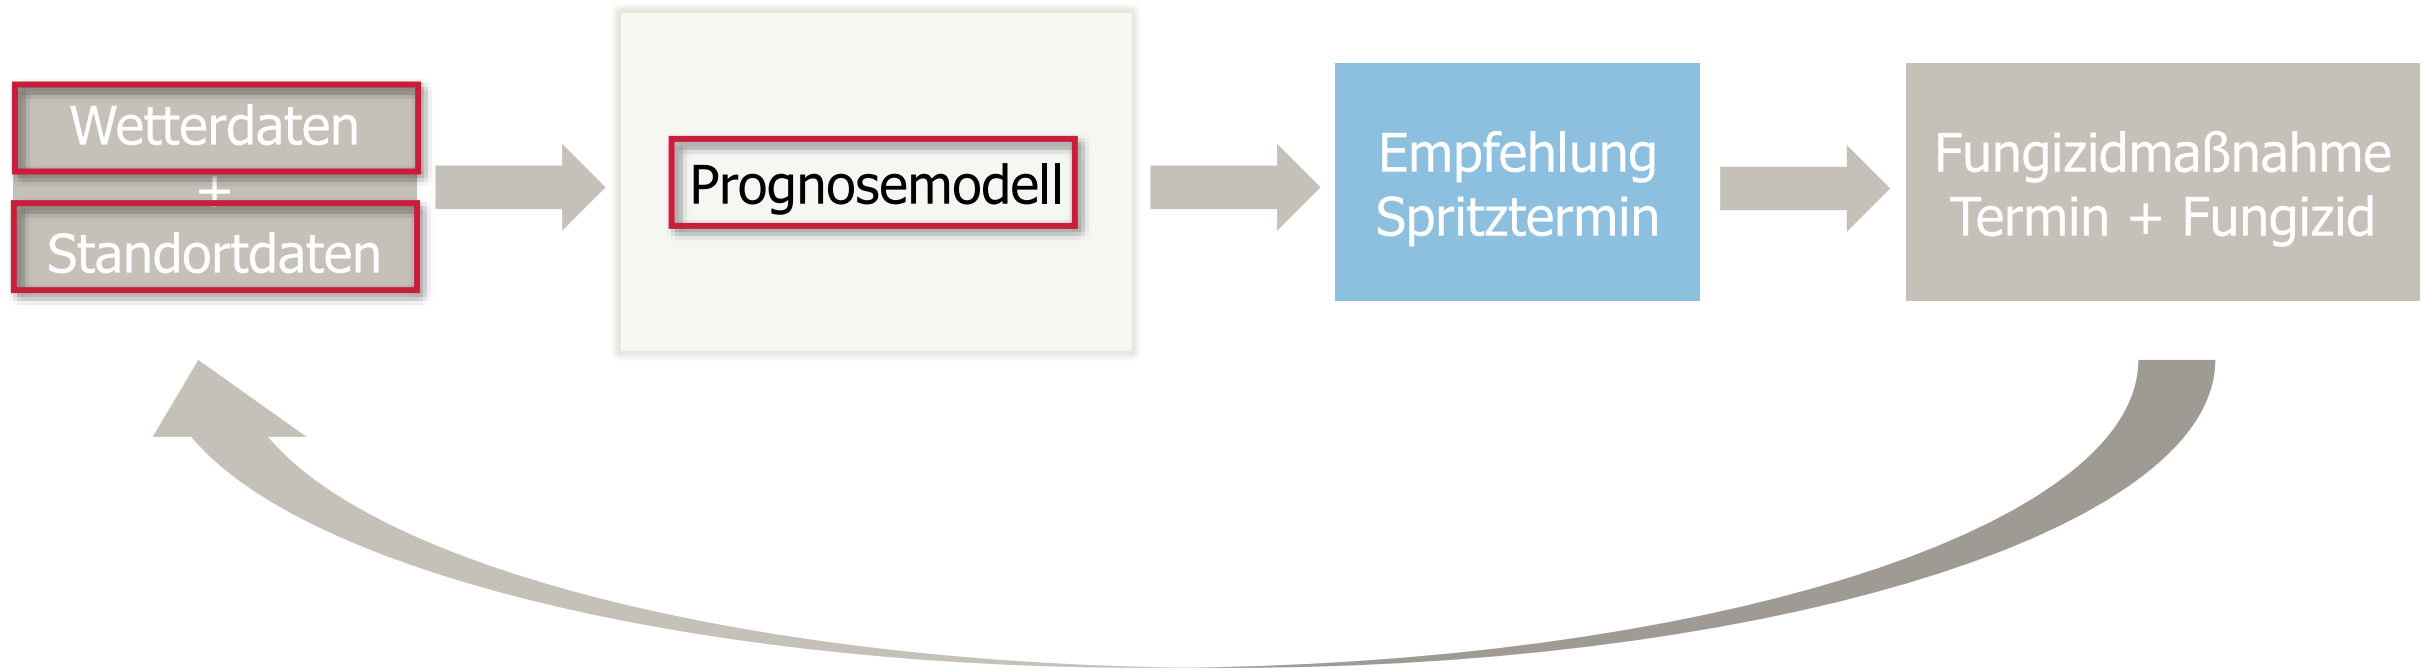 Wetterdaten
+
Standortdaten
Prognosemodell
Empfehlung
Spritztermin
Fungizidmaßnahme
Termin + Fungizid